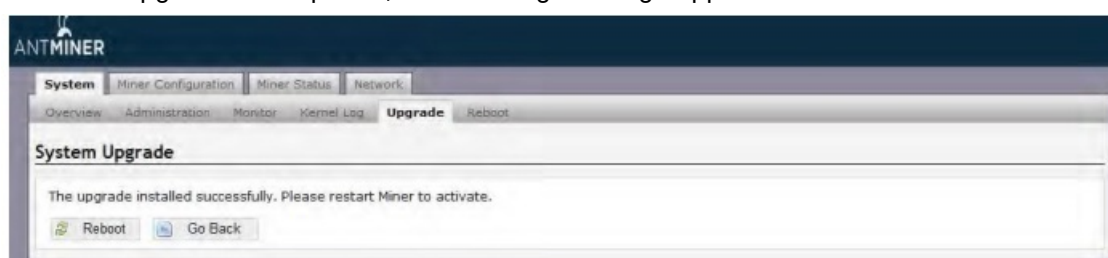 ANTMINER
System Miner Configuration Miner Status Network
Overview Administration Monitor Kernel Log Upgrade Reboot
System Upgrade
The upgrade installed successfully. Please restart Miner to activate.
Reboot Go Back